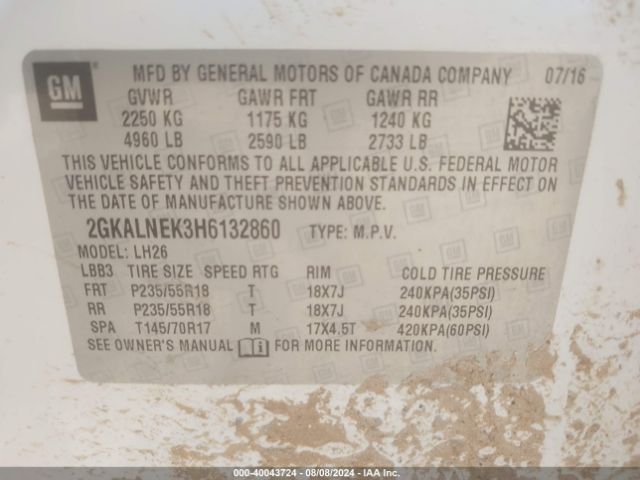 GM ® MFD BY GENERAL MOTORS OF CANADA COMPANY 07/16
GVWR GAWR FRT GAWR RR
2250 KG 1175 KG 1240 KG
4960 LB 2590 LB 2733 LB
THIS VEHICLE CONFORMS TO ALL APPLICABLE U.S. FEDERAL MOTOR
VEHICLE SAFETY AND THEFT PREVENTION STANDARDS IN EFFECT ON
THE DATE OF MANUFACTURE SHOWN ABOVE.
2GKALNEK3H6132860 TYPE: M.P.V.
MODEL: LH26
LBB3 TIRE SIZE SPEED RTG RIM COLD TIRE PRESSURE
FRT P235/55R18 T 18X7J 240KPA(35PSI)
RR P235/55R18 T 18X7J 240KPA(35PSI)
SPA T145/70R17 M 17X4.5T 420KPA(60PSI)
SEE OWNER'S MANUAL FOR MORE INFORMATION.
000-40043724 - 08/08/2024 - IAA Inc.